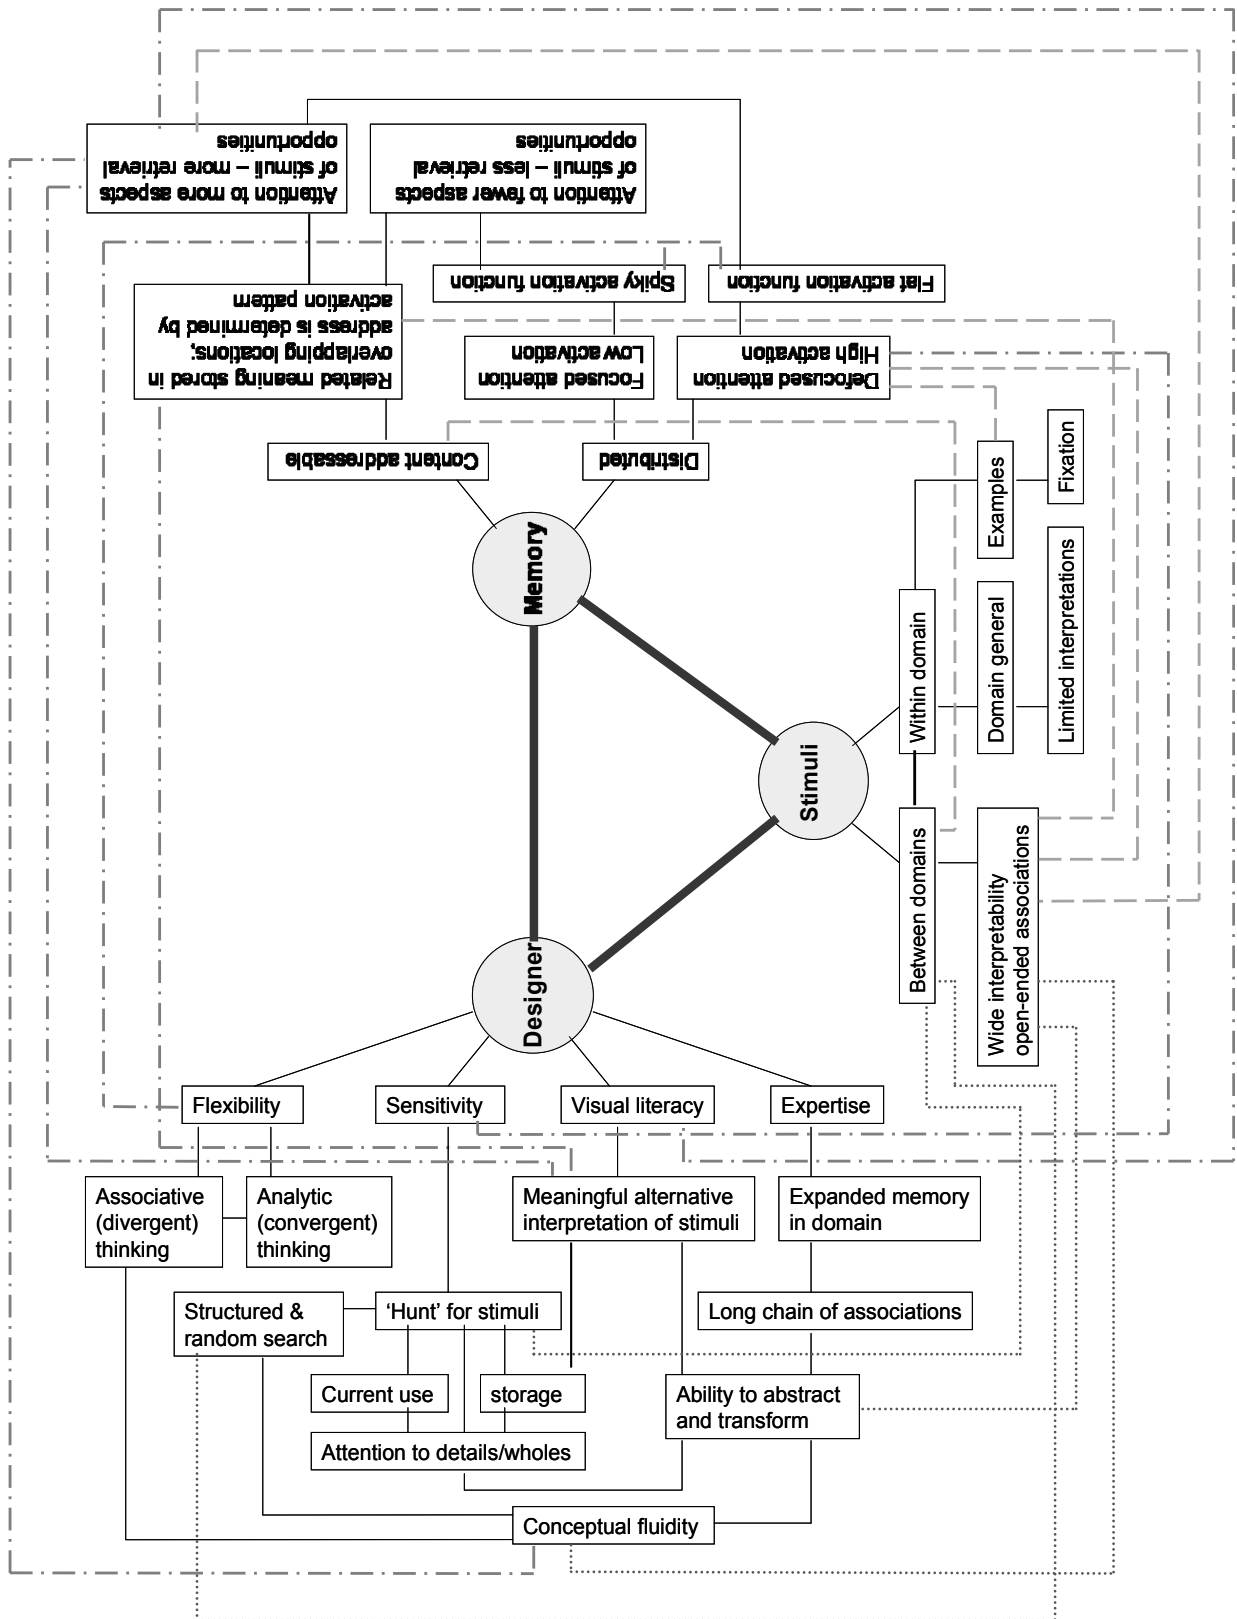 Attention to more aspects
of stimuli – more retrieval
opportunities
Attention to fewer aspects
of stimuli – less retrieval
opportunities
Spiky activation function
Flat activation function
Related meaning stored in
overlapping locations;
address is determined by
activation pattern
Focused attention
Low activation
Defocused attention
High activation
Content addressable
Distributed
Memory
Examples
Fixation
Within domain
Domain general
Limited interpretations
Stimuli
Between domains
Wide interpretability
open-ended associations
Designer
Flexibility
Sensitivity
Visual literacy
Expertise
Associative
(divergent)
thinking
Analytic
(convergent)
thinking
Meaningful alternative
interpretation of stimuli
Expanded memory
in domain
Structured &
random search
‘Hunt’ for stimuli
Long chain of associations
Current use
storage
Ability to abstract
and transform
Attention to details/wholes
Conceptual fluidity